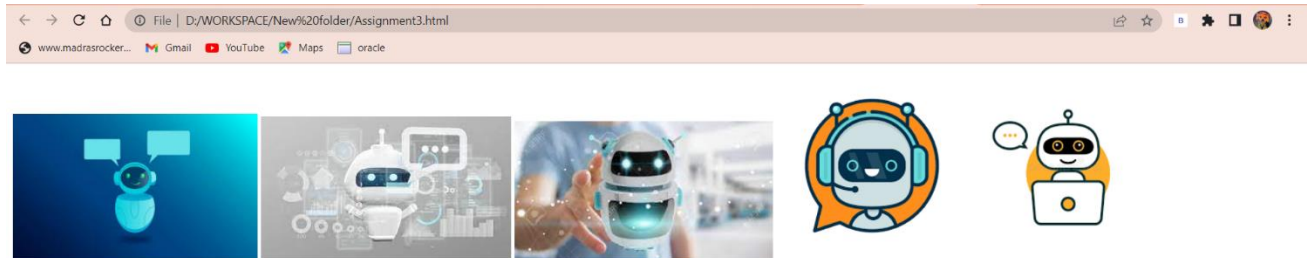 File | D:/WORKSPACE/New%20folder/Assignment3.html
B
www.madrasrocker... Gmail YouTube Maps oracle